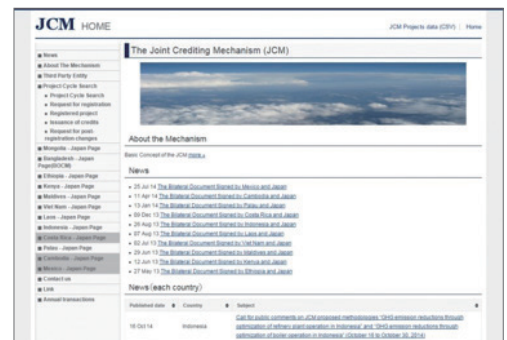 JCM HOME
JCM Projects data (CSV) | Home
News
About The Mechanism
Third Party Entity
Project Cycle Search
Project Cycle Search
Request for registration
Registered project
Issuance of credits
Request for post-
registration changes
Mongolia - Japan Page
Bangladesh - Japan
Page(BOCM)
Ethiopia - Japan Page
Kenya - Japan Page
Maldives - Japan Page
Viet Nam - Japan Page
Laos - Japan Page
Indonesia - Japan Page
Costa Rica - Japan Page
Palau - Japan Page
Cambodia - Japan Page
Mexico - Japan Page
Contact us
Link
Annual transactions
The Joint Crediting Mechanism (JCM)
About the Mechanism
Basic Concept of the JCM more »
News
25 Jul 14 The Bilateral Document Signed by Mexico and Japan
11 Apr 14 The Bilateral Document Signed by Cambodia and Japan
13 Jan 14 The Bilateral Document Signed by Palau and Japan
09 Dec 13 The Bilateral Document Signed by Costa Rica and Japan
26 Aug 13 The Bilateral Document Signed by Indonesia and Japan
07 Aug 13 The Bilateral Document Signed by Laos and Japan
02 Jul 13 The Bilateral Document Signed by Viet Nam and Japan
29 Jun 13 The Bilateral Document Signed by Maldives and Japan
12 Jun 13 The Bilateral Document Signed by Kenya and Japan
27 May 13 The Bilateral Document Signed by Ethiopia and Japan
News(each country)
Published date Country Subject
16 Oct 14 Indonesia Call for public comments on JCM proposed methodologies "GHG emission reductions through
optimization of refinery plant operation in Indonesia" and "GHG emission reductions through
optimization of boiler operation in Indonesia" (October 16 to October 30, 2014)